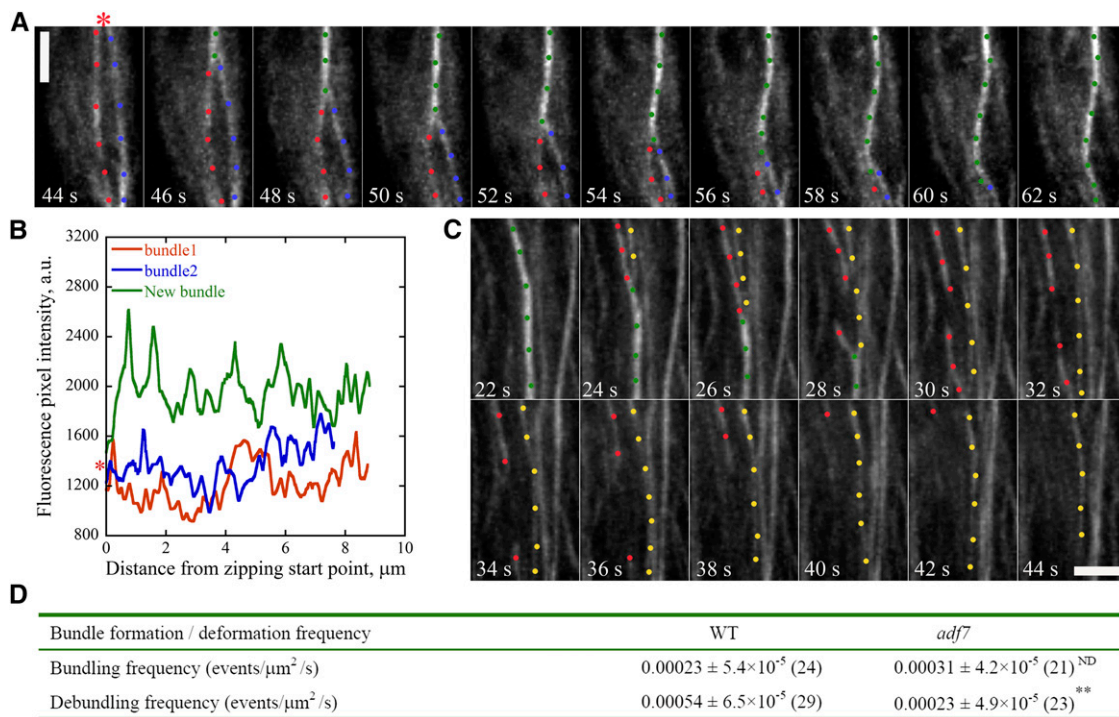 A
*
44 s 46 s 48 s 50 s 52 s 54 s 56 s 58 s 60 s 62 s
B
3200
2800
2400
2000
1600
1200
800
*
bundle1
bundle2
New bundle
Fluorescence pixel intensity, a.u.
0 2 4 6 8 10
Distance from zipping start point, μm
C
22 s 24 s 26 s 28 s 30 s 32 s
34 s 36 s 38 s 40 s 42 s 44 s
D
Bundle formation / deformation frequency WT adf7
Bundling frequency (events/μm²/s) 0.00023 ± 5.4×10⁻⁵ (24) 0.00031 ± 4.2×10⁻⁵ (21) ND
Debundling frequency (events/μm²/s) 0.00054 ± 6.5×10⁻⁵ (29) 0.00023 ± 4.9×10⁻⁵ (23) **